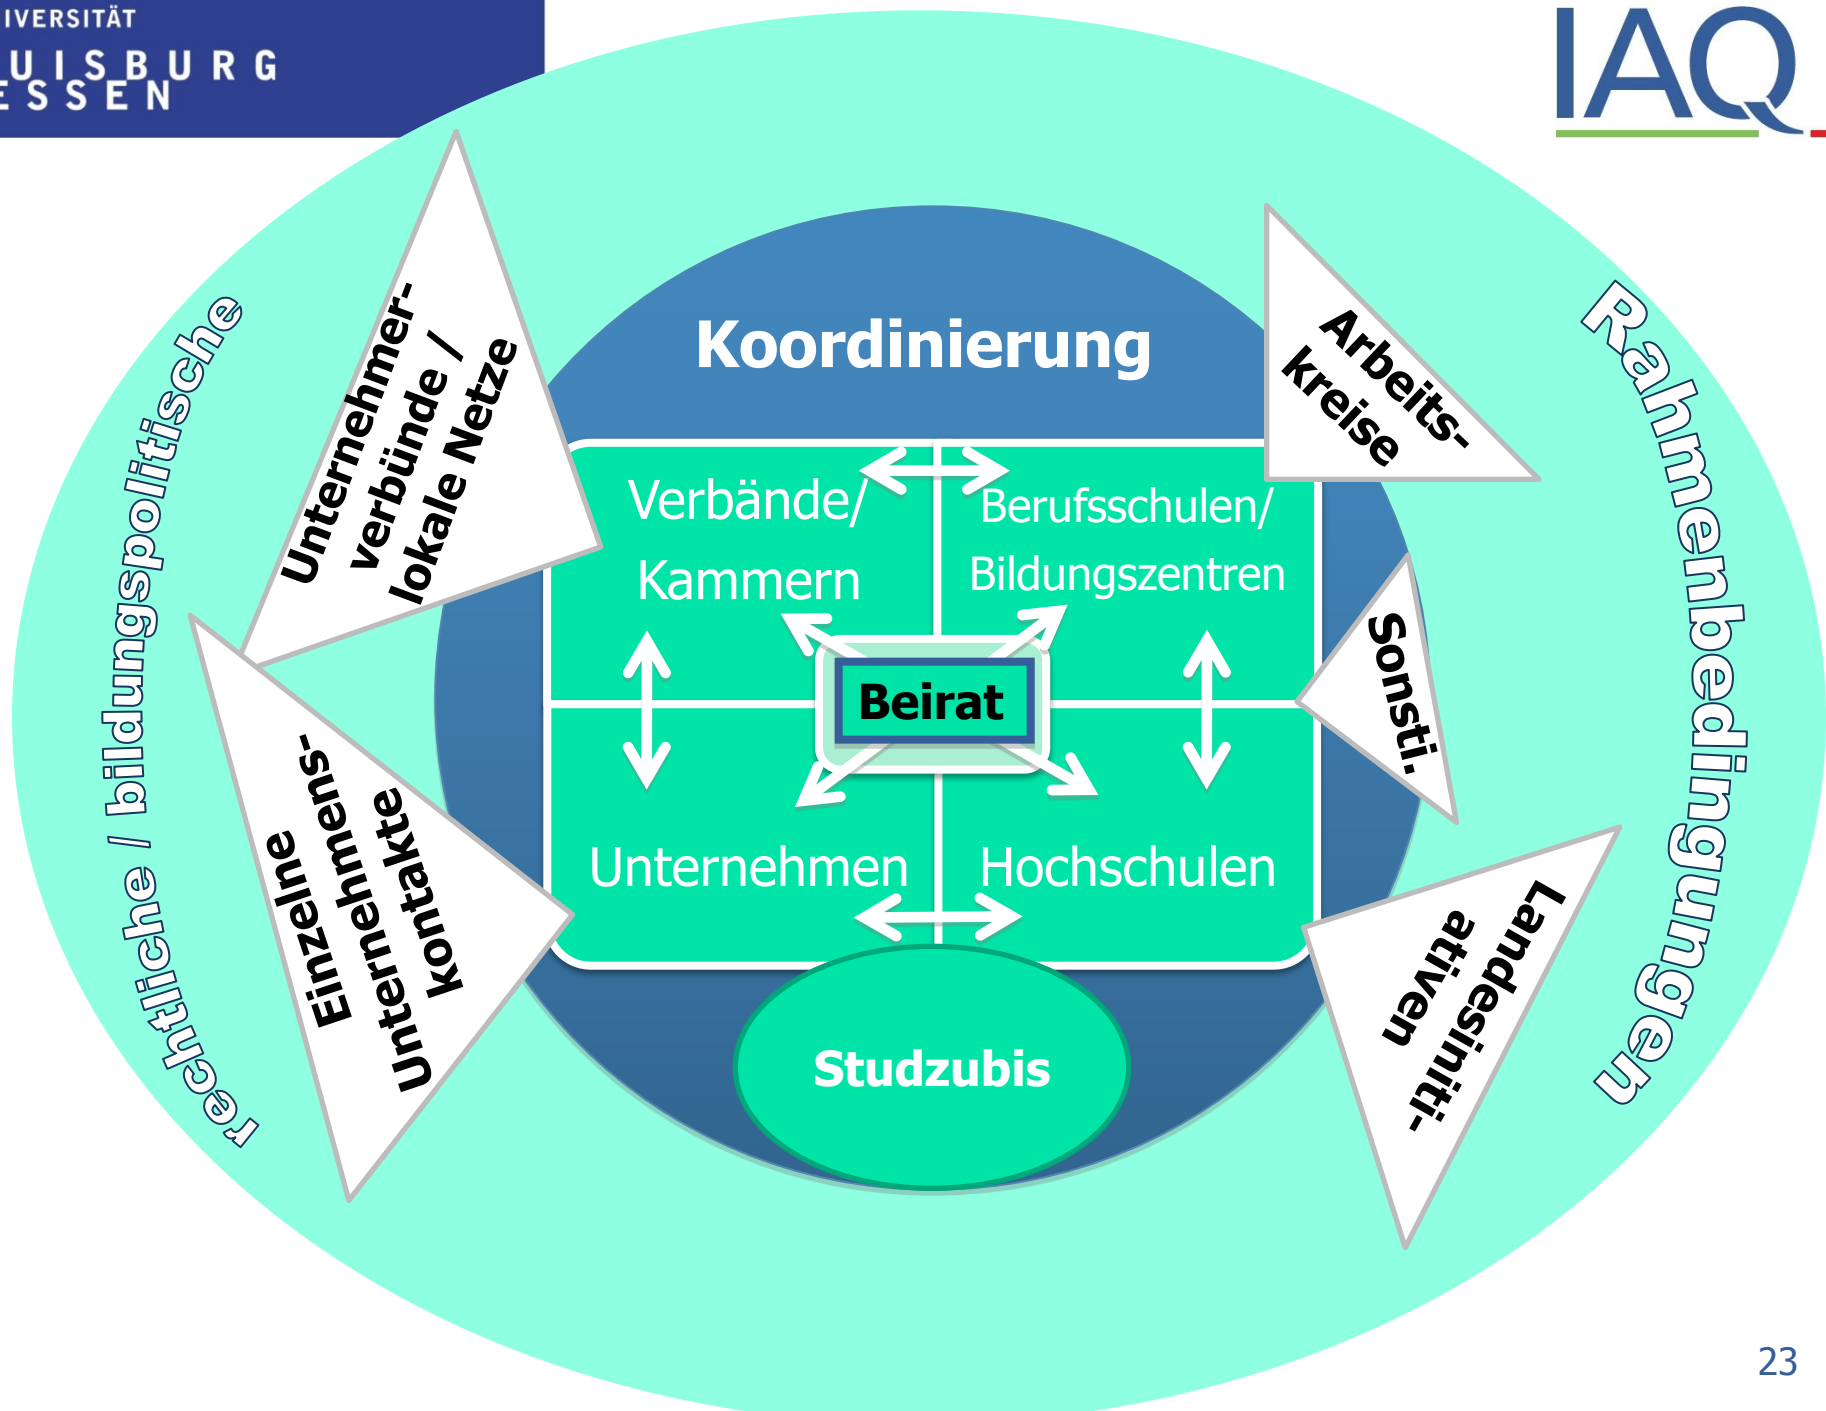 IVERSITÄT
UISBURG
ESSEN
IAQ
rechtliche / bildungspolitische
Rahmenbedingungen
Unternehmer-
verbünde /
lokale Netze
Koordinierung
Arbeits-
kreise
Verbände/
Kammern
Berufsschulen/
Bildungszentren
Sonsti.
Beirat
Einzelne
Unternehmens-
kontakte
Unternehmen
Hochschulen
Landesiniti-
ativen
Studzubis
23